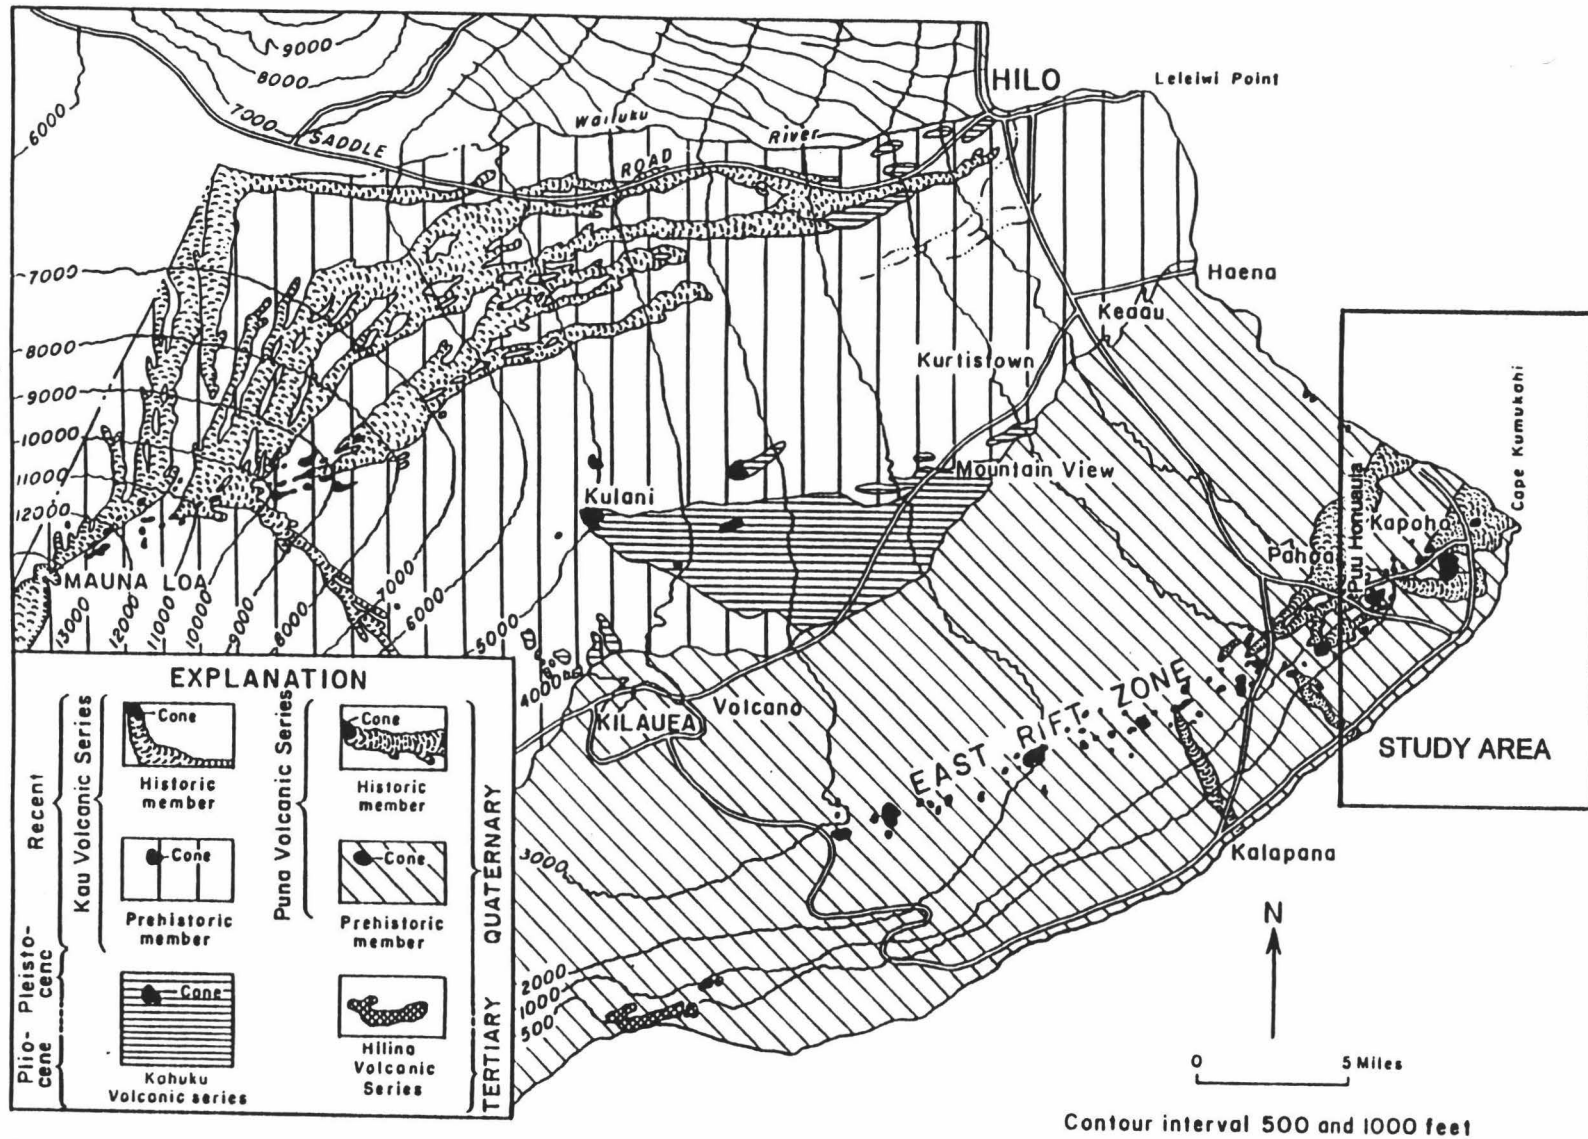 9000
8000
7000
6000
SADDLE
ROAD
Wailuku
River
HILO
Leleiwi Point
Haena
Keaau
Kurtistown
Mountain View
Kulani
7000
8000
9000
10000
11000
12000
MAUNA LOA
13000
12000
11000
10000
9000
8000
7000
6000
5000
4000
KILAUEA
Volcano
EAST RIFT ZONE
Pahoa
Puu Honuaula
Kapoho
Cape Kumukahi
STUDY AREA
Kalapana
3000
2000
1000
500
EXPLANATION
Recent
Kau Volcanic Series
Cone
Historic
member
Cone
Prehistoric
member
Puna Volcanic Series
Cone
Historic
member
Cone
Prehistoric
member
QUATERNARY
Plio-
cene
Cone
Kahuku
Volcanic series
Hilina
Volcanic
Series
TERTIARY
N
0
5 Miles
Contour interval 500 and 1000 feet